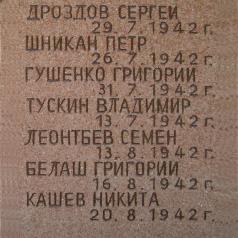 ДРОЗДОВ СЕРГЕЙ
29.7.1942 г.
ШНИКАН ПЕТР
26.7.1942 г.
ГУШЕНКО ГРИГОРИЙ
31.7.1942 г.
ТУСКИН ВЛАДИМИР
13.7.1942 г.
ЛЕОНТБЕВ СЕМЕН
13.8.1942 г.
БЕЛАШ ГРИГОРИЙ
16.8.1942 г.
КАШЕВ НИКИТА
20.8.1942 г.